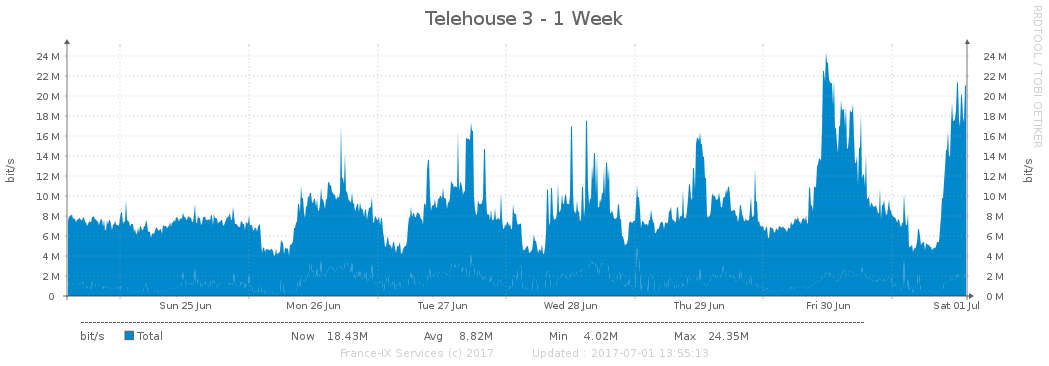 Telehouse 3 - 1 Week
RRDTOOL / TOBI OETIKER
bit/s
24 M
22 M
20 M
18 M
16 M
14 M
12 M
10 M
8 M
6 M
4 M
2 M
0
24 M
22 M
20 M
18 M
16 M
14 M
12 M
10 M
8 M
6 M
4 M
2 M
0 M
bit/s
Sun 25 Jun Mon 26 Jun Tue 27 Jun Wed 28 Jun Thu 29 Jun Fri 30 Jun Sat 01 Jul
bit/s Total Now 18.43M Avg 8.82M Min 4.02M Max 24.35M
France-IX Services (c) 2017 Updated : 2017-07-01 13:55:13